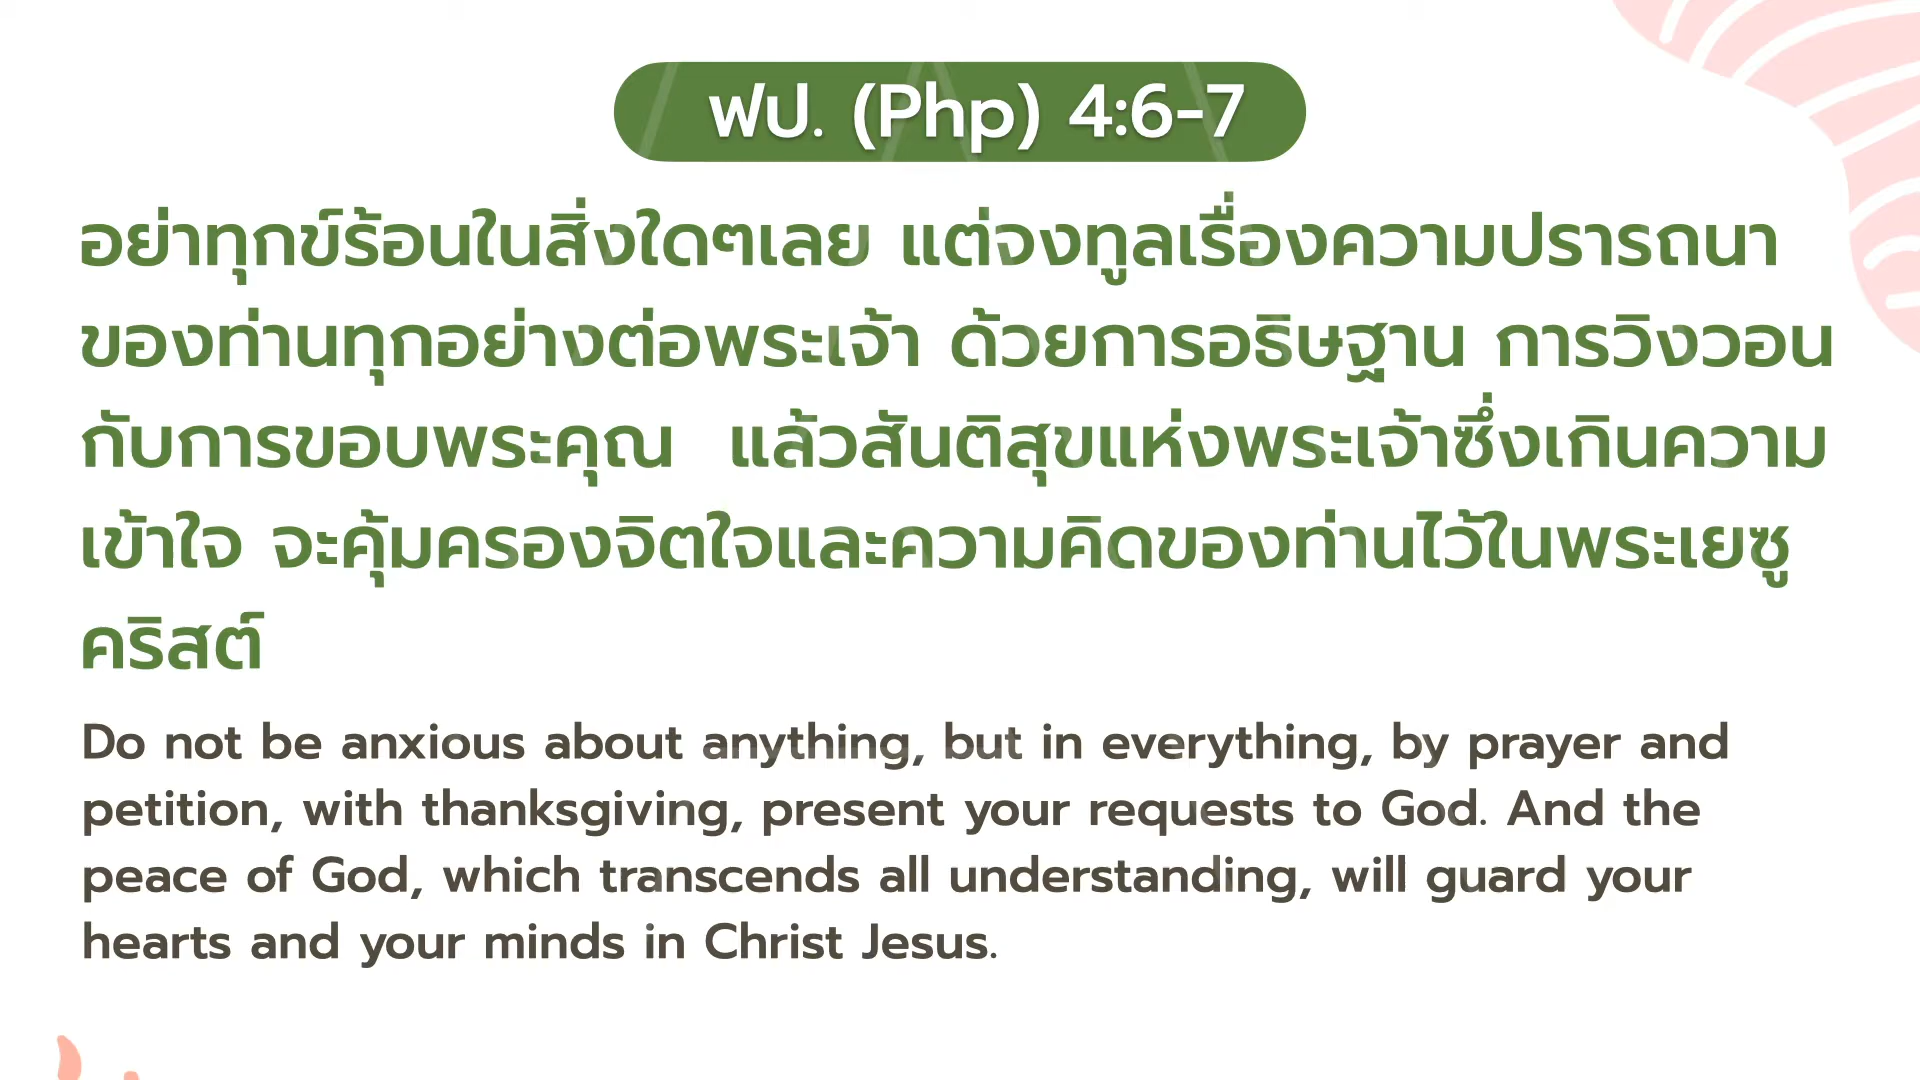 ฟป. (Php) 4:6-7
อย่าทุกข์ร้อนในสิ่งใดๆเลย แต่จงทูลเรื่องความปรารถนา
ของท่านทุกอย่างต่อพระเจ้า ด้วยการอธิษฐาน การวิงวอน
กับการขอบพระคุณ  แล้วสันติสุขแห่งพระเจ้าซึ่งเกินความ
เข้าใจ จะคุ้มครองจิตใจและความคิดของท่านไว้ในพระเยซู
คริสต์
Do not be anxious about anything, but in everything, by prayer and
petition, with thanksgiving, present your requests to God. And the
peace of God, which transcends all understanding, will guard your
hearts and your minds in Christ Jesus.